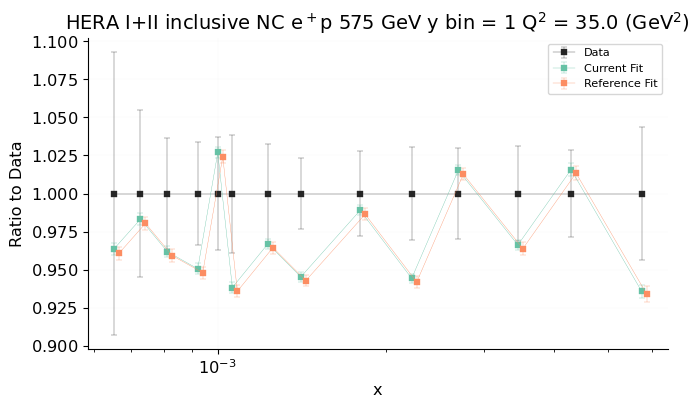 HERA I+II inclusive NC e⁺p 575 GeV y bin = 1 Q² = 35.0 (GeV²)
Data
Current Fit
Reference Fit
Ratio to Data
1.100
1.075
1.050
1.025
1.000
0.975
0.950
0.925
0.900
10⁻³
x